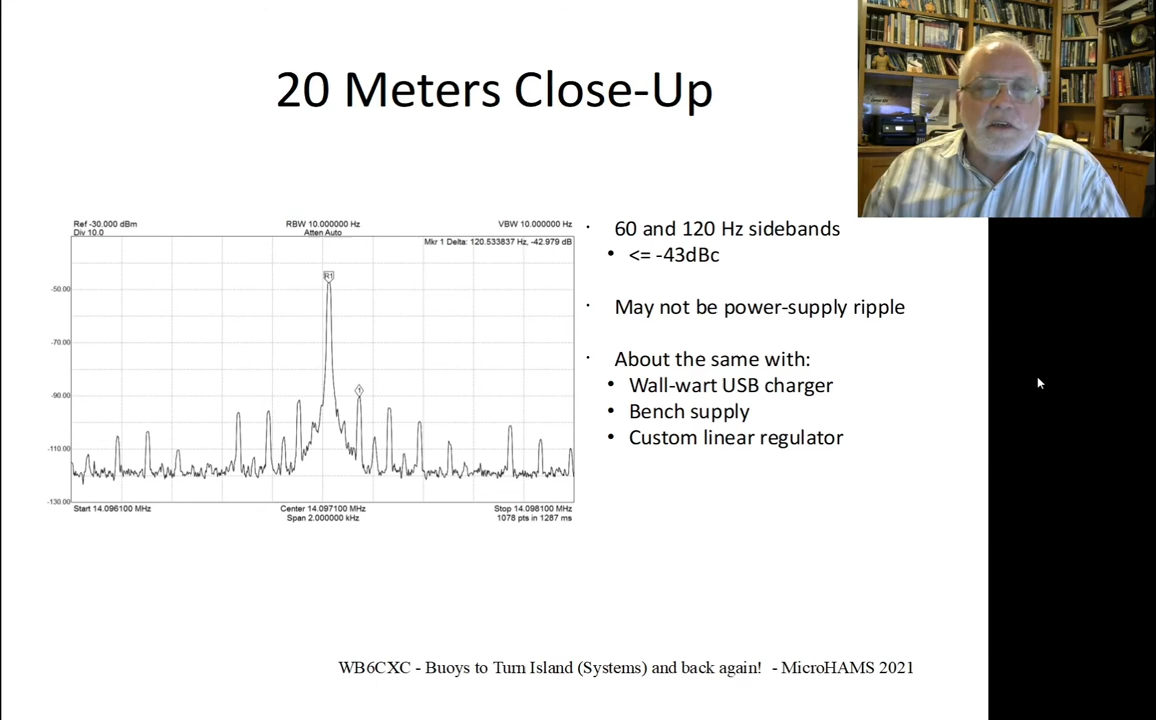 20 Meters Close-Up
Ref -30.000 dBm
Div 10.0
RBW 10.000000 Hz
Atten Auto
VBW 10.000000 Hz
Mkr 1 Delta: 120.533837 Hz, -42.979 dB
R1
1
-50.00
-70.00
-90.00
-110.00
-130.00
Start 14.096100 MHz
Center 14.097100 MHz
Span 2.000000 kHz
Stop 14.098100 MHz
1078 pts in 1287 ms
· 60 and 120 Hz sidebands
• <= -43dBc
· May not be power-supply ripple
· About the same with:
• Wall-wart USB charger
• Bench supply
• Custom linear regulator
WB6CXC - Buoys to Turn Island (Systems) and back again! - MicroHAMS 2021